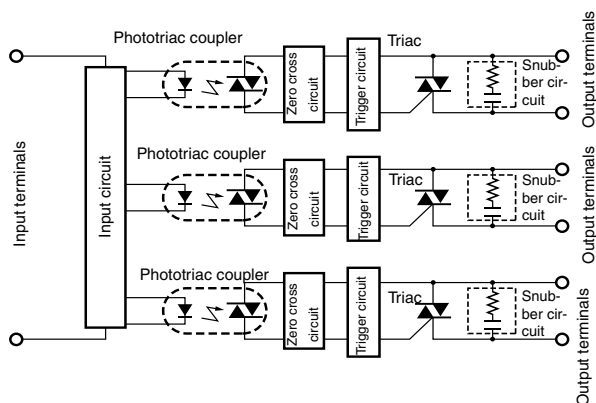 Phototriac coupler
Triac
Zero cross
circuit
Trigger circuit
Snub-
ber cir-
cuit
Output terminals
Input terminals
Input circuit
Phototriac coupler
Triac
Zero cross
circuit
Trigger circuit
Snub-
ber cir-
cuit
Output terminals
Phototriac coupler
Triac
Zero cross
circuit
Trigger circuit
Snub-
ber cir-
cuit
Output terminals